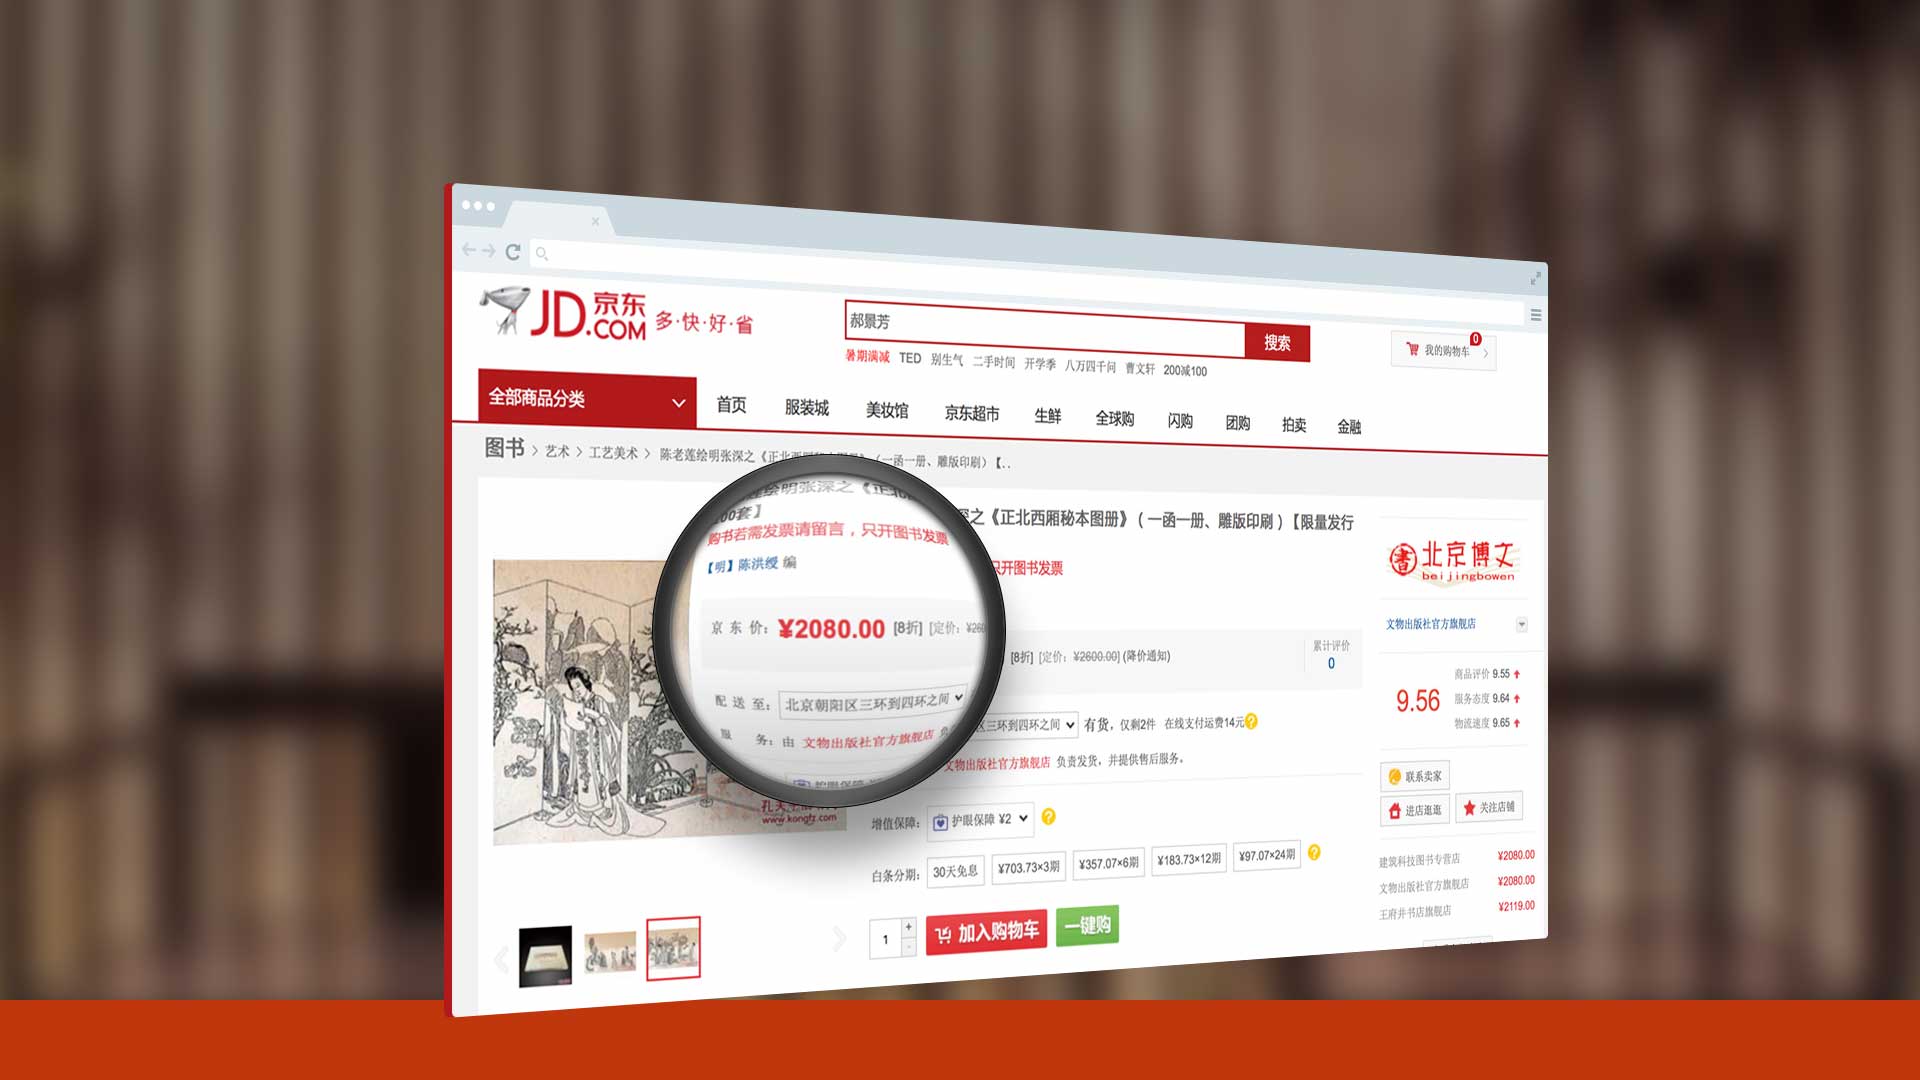 JD.COM 京东 多·快·好·省
郝景芳
搜索
我的购物车 0
暑期满减 TED 别生气 二手时间 开学季 八万四千问 曹文轩 200减100
全部商品分类 首页 服装城 美妆馆 京东超市 生鲜 全球购 闪购 团购 拍卖 金融
图书 > 艺术 > 工艺美术 > 陈老莲绘明张深之《正北西厢秘本图册》（一函一册、雕版印刷）【..
莲绘明张深之《正北
之《正北西厢秘本图册》（一函一册、雕版印刷）【限量发行
00套】
购书若需发票请留言，只开图书发票
只开图书发票
【明】陈洪绶 编
京 东 价： ¥2080.00 [8折] [定价：¥260
[8折] [定价：¥2600.00] (降价通知)
累计评价
0
配 送 至： 北京朝阳区三环到四环之间
区三环到四环之间 有货，仅剩2件 在线支付运费14元
服 务：由 文物出版社官方旗舰店
文物出版社官方旗舰店 负责发货，并提供售后服务。
www.kongfz.com
增值保障： 护眼保障 ¥2
白条分期： 30天免息 ¥703.73×3期 ¥357.07×6期 ¥183.73×12期 ¥97.07×24期
1 + -
加入购物车 一键购
書 北京博文
beijingbowen
文物出版社官方旗舰店
9.56
商品评价 9.55
服务态度 9.64
物流速度 9.65
联系卖家
进店逛逛 关注店铺
建筑科技图书专营店 ¥2080.00
文物出版社官方旗舰店 ¥2080.00
王府井书店旗舰店 ¥2119.00